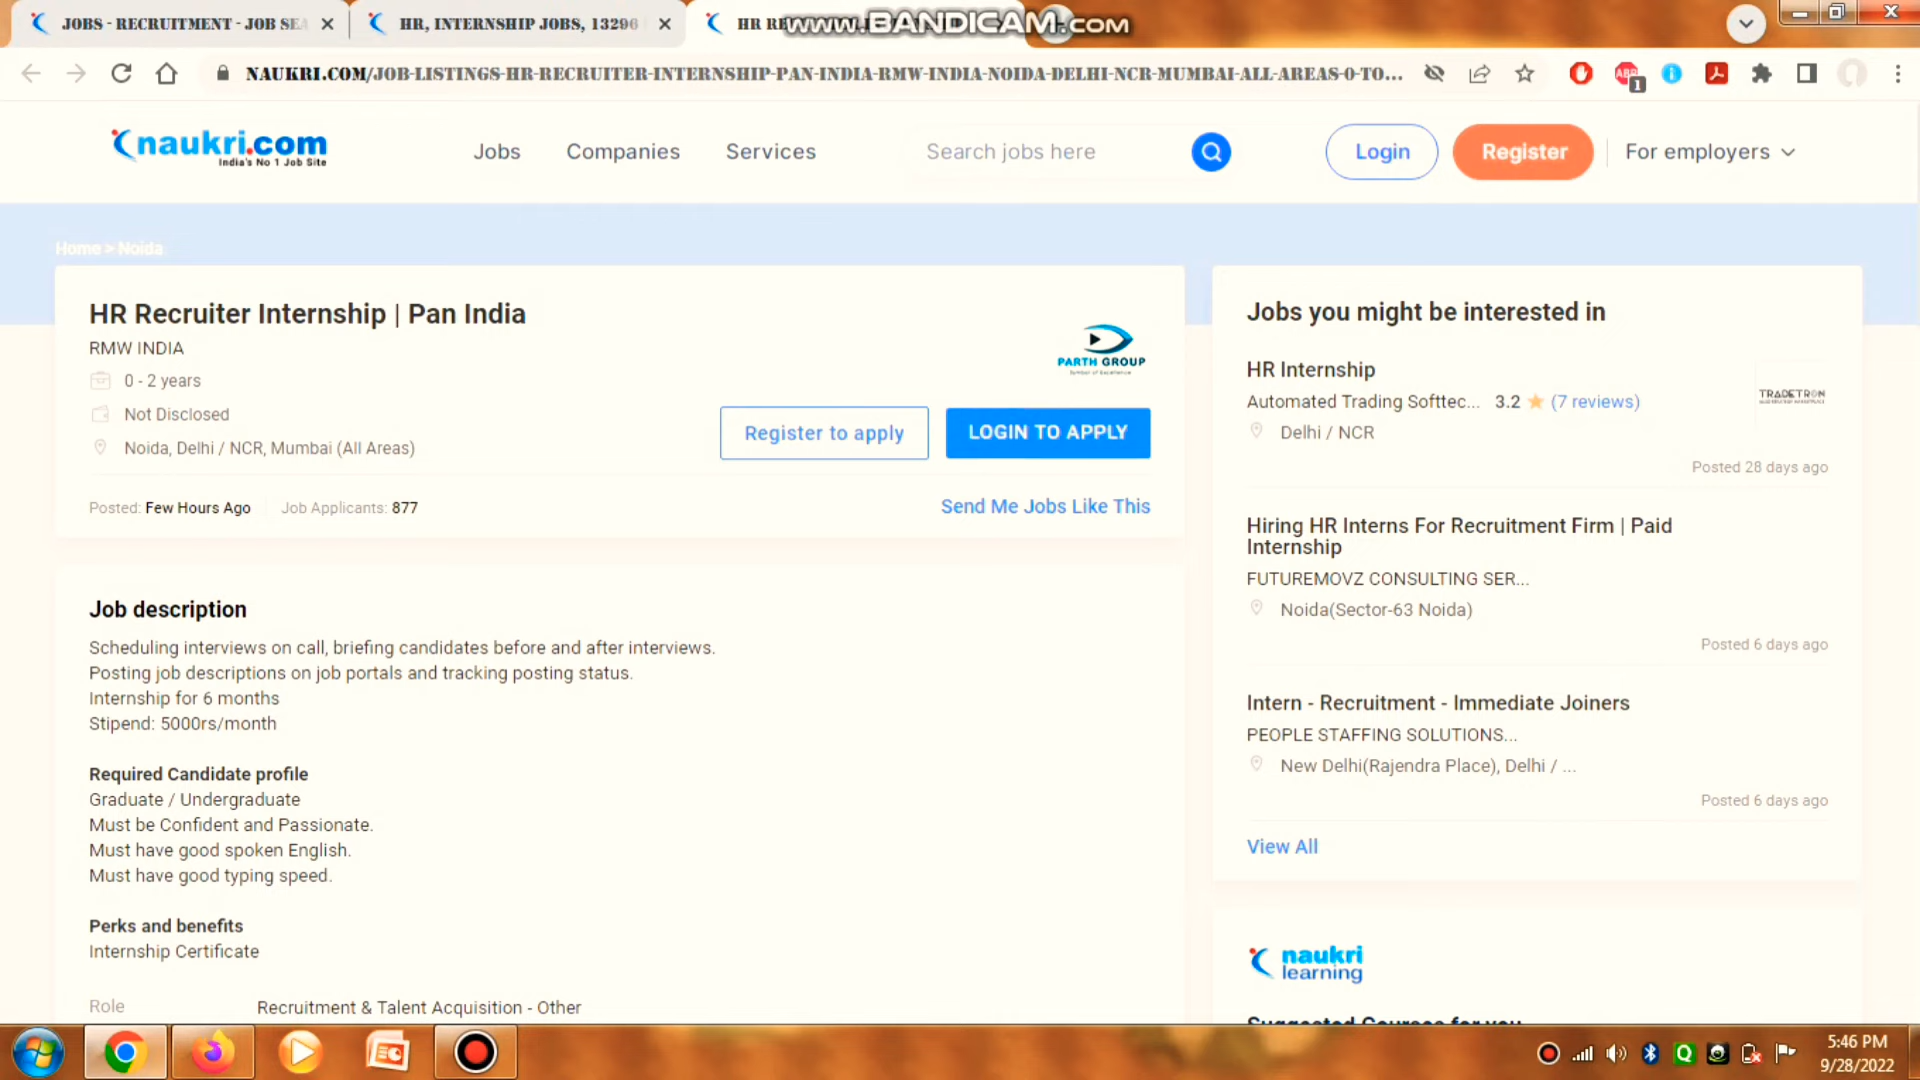 JOBS - RECRUITMENT - JOB SEA
HR, INTERNSHIP JOBS, 13296
HR RE
WWW.BANDICAM.COM
NAUKRI.COM/JOB-LISTINGS-HR-RECRUITER-INTERNSHIP-PAN-INDIA-RMW-INDIA-NOIDA-DELHI-NCR-MUMBAI-ALL-AREAS-0-TO...
ABP
1
naukri.com
India's No 1 Job Site
Jobs
Companies
Services
Search jobs here
Login
Register
For employers
Home > Noida
HR Recruiter Internship | Pan India
RMW INDIA
0 - 2 years
Not Disclosed
Noida, Delhi / NCR, Mumbai (All Areas)
PARTH GROUP
Symbol of Excellence
Register to apply
LOGIN TO APPLY
Posted: Few Hours Ago
Job Applicants: 877
Send Me Jobs Like This
Job description
Scheduling interviews on call, briefing candidates before and after interviews.
Posting job descriptions on job portals and tracking posting status.
Internship for 6 months
Stipend: 5000rs/month
Required Candidate profile
Graduate / Undergraduate
Must be Confident and Passionate.
Must have good spoken English.
Must have good typing speed.
Perks and benefits
Internship Certificate
Role
Recruitment & Talent Acquisition - Other
Jobs you might be interested in
HR Internship
Automated Trading Softtec... 3.2 (7 reviews)
TRADETRON
Delhi / NCR
Posted 28 days ago
Hiring HR Interns For Recruitment Firm | Paid
Internship
FUTUREMOVZ CONSULTING SER...
Noida(Sector-63 Noida)
Posted 6 days ago
Intern - Recruitment - Immediate Joiners
PEOPLE STAFFING SOLUTIONS...
New Delhi(Rajendra Place), Delhi / ...
Posted 6 days ago
View All
naukri
learning
Suggested Courses for you
5:46 PM
9/28/2022